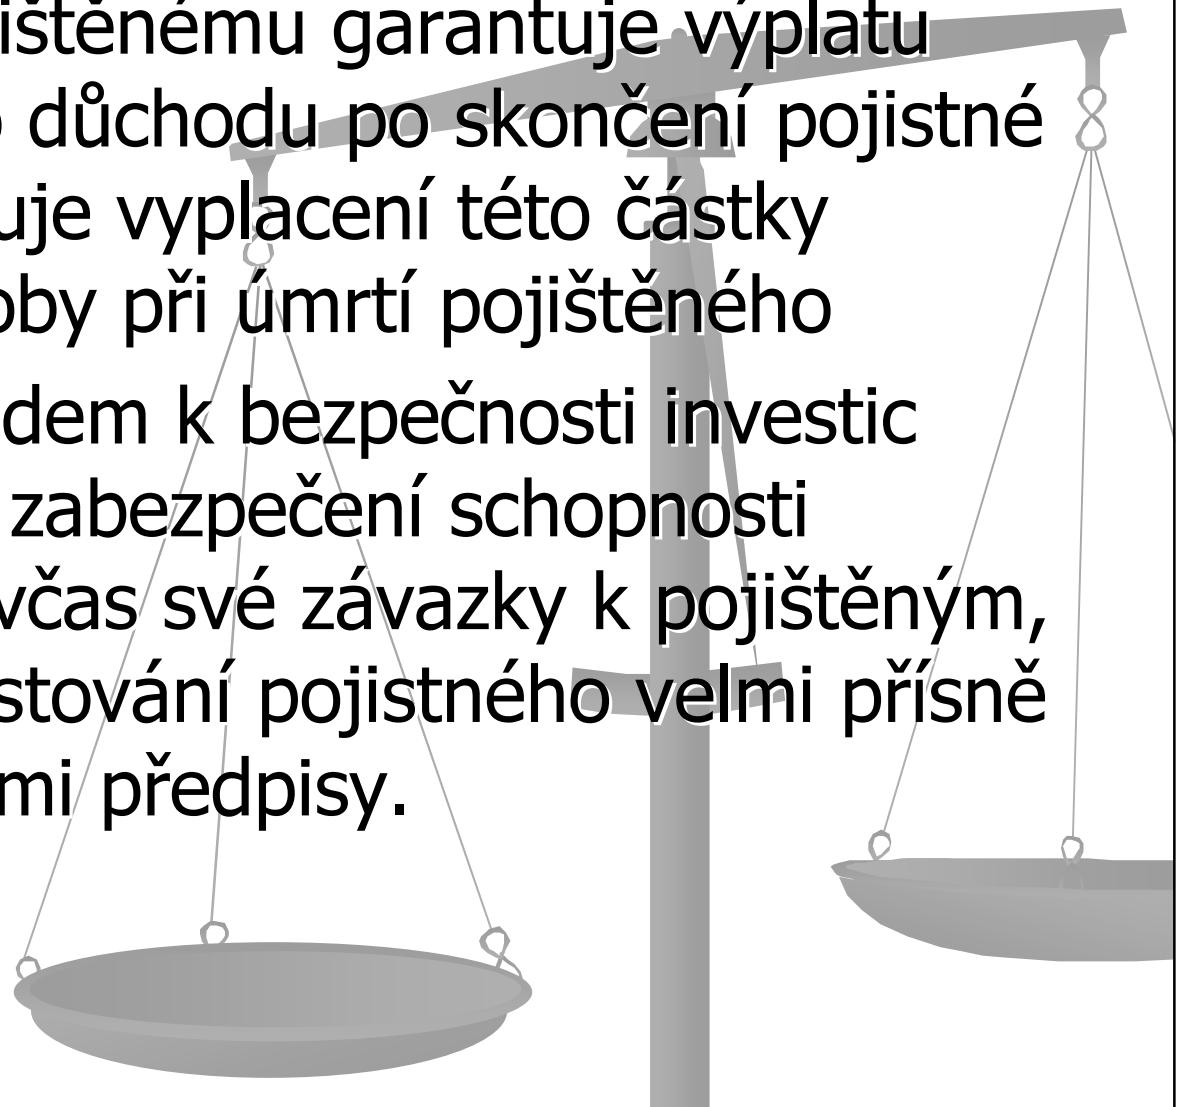 ištěnému garantuje výplatu
důchodu po skončení pojistné
uje vyplacení této částky
oby při úmrtí pojištěného
dem k bezpečnosti investic
zabezpečení schopnosti
včas své závazky k pojištěným,
stování pojistného velmi přísně
mi předpisy.